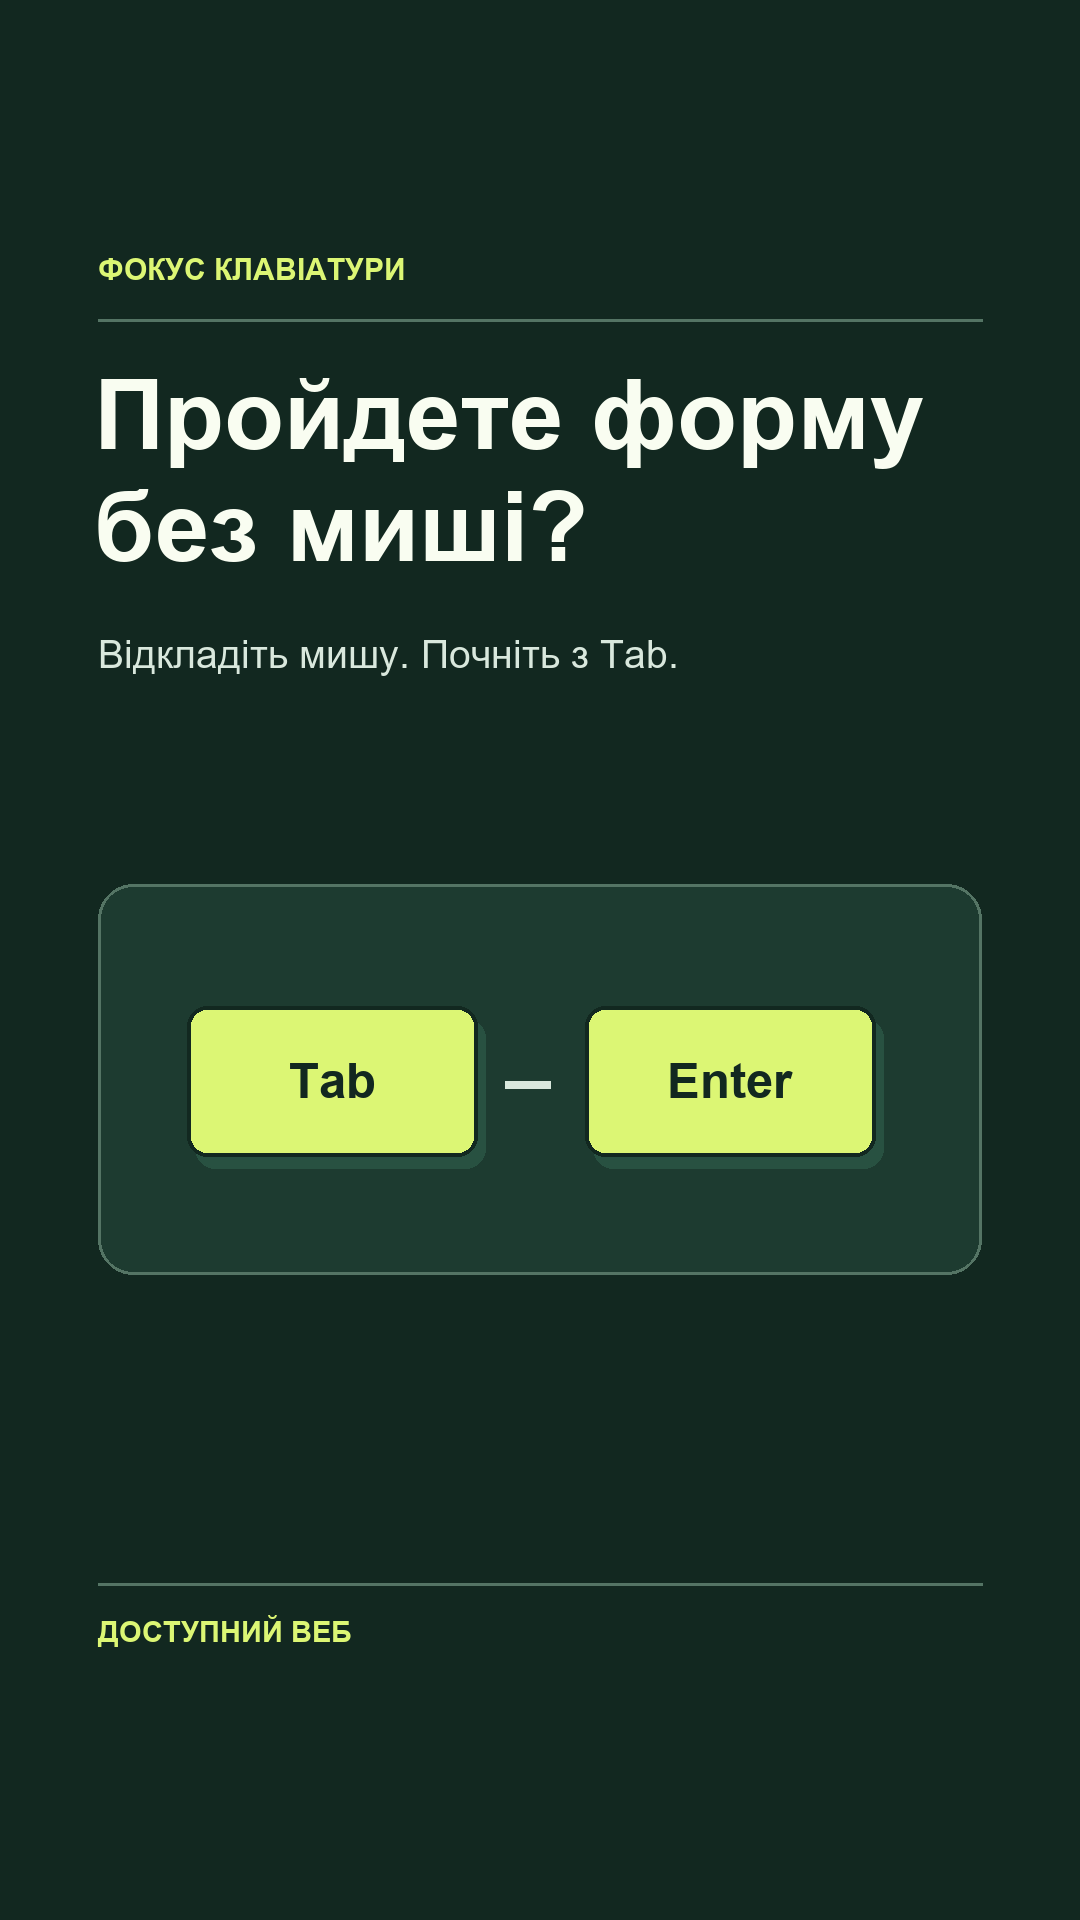 ФОКУС КЛАВІАТУРИ
Пройдете форму
без миші?
Відкладіть мишу. Почніть з Tab.
Tab – Enter
ДОСТУПНИЙ ВЕБ